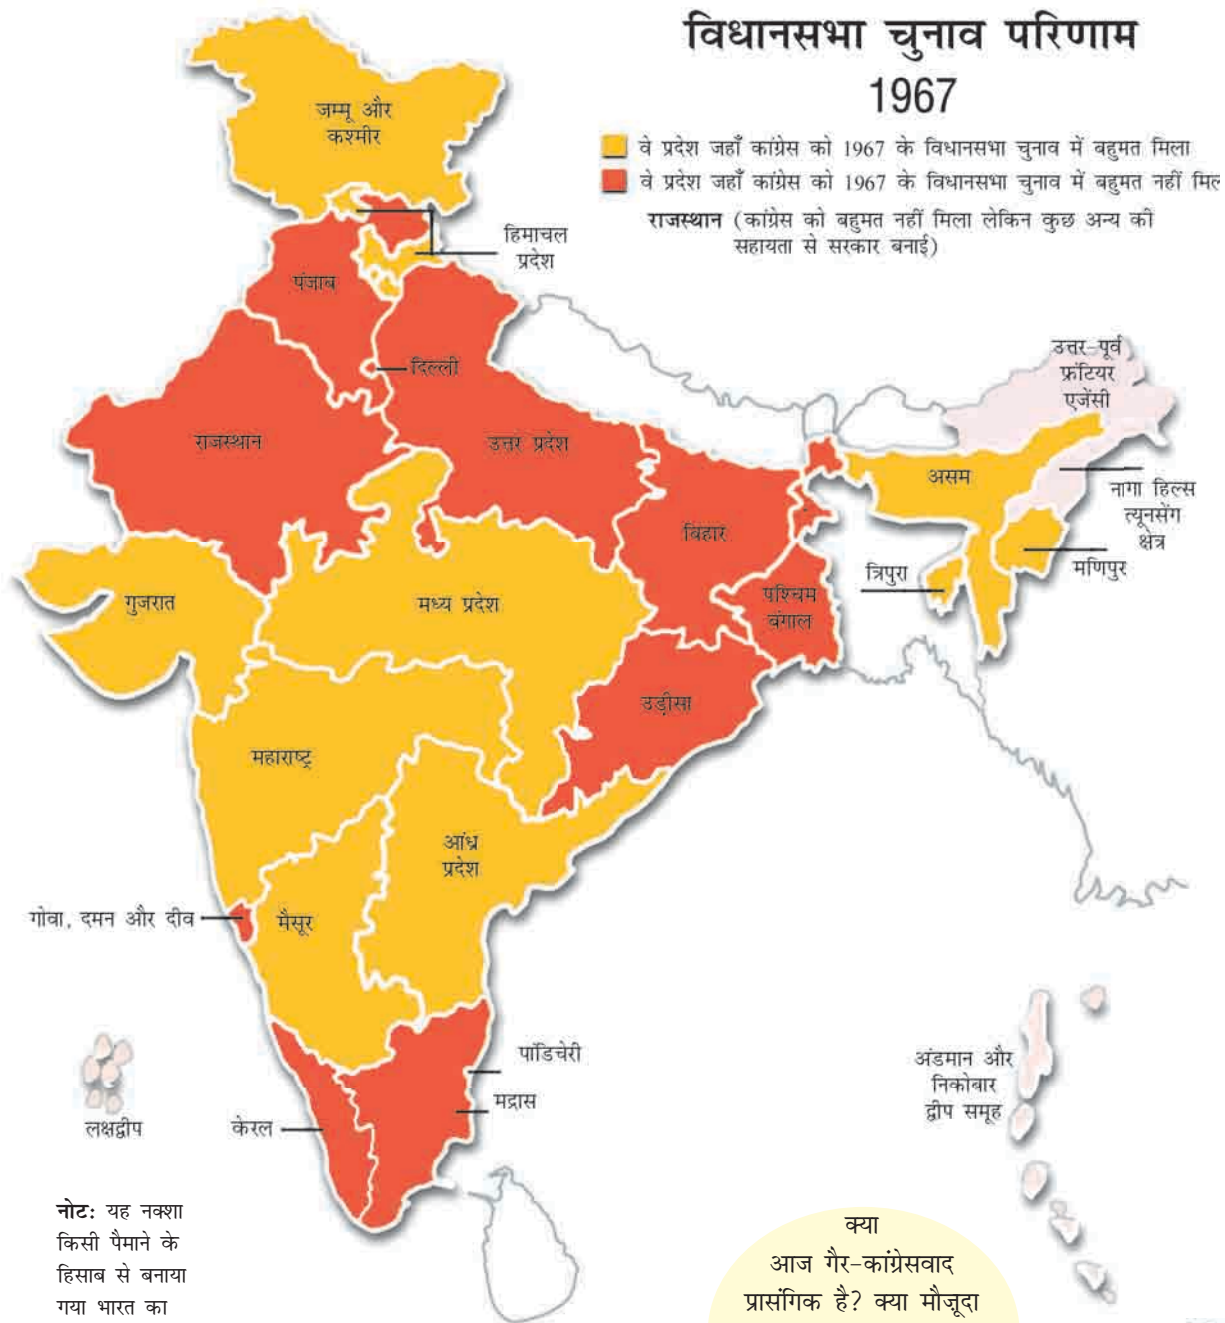 विधानसभा चुनाव परिणाम
1967
वे प्रदेश जहाँ कांग्रेस को 1967 के विधानसभा चुनाव में बहुमत मिला
वे प्रदेश जहाँ कांग्रेस को 1967 के विधानसभा चुनाव में बहुमत नहीं मिल
राजस्थान (कांग्रेस को बहुमत नहीं मिला लेकिन कुछ अन्य की
सहायता से सरकार बनाई)
जम्मू और
कश्मीर
हिमाचल
प्रदेश
पंजाब
दिल्ली
राजस्थान
उत्तर प्रदेश
उत्तर-पूर्व
फ्रंटियर
एजेंसी
असम
नागा हिल्स
त्यूनसेंग
क्षेत्र
मणिपुर
त्रिपुरा
बिहार
पश्चिम
बंगाल
गुजरात
मध्य प्रदेश
उड़ीसा
महाराष्ट्र
आंध्र
प्रदेश
गोवा, दमन और दीव
मैसूर
पांडिचेरी
मद्रास
केरल
लक्षद्वीप
अंडमान और
निकोबार
द्वीप समूह
नोट: यह नक्शा
किसी पैमाने के
हिसाब से बनाया
गया भारत का
क्या
आज गैर-कांग्रेसवाद
प्रासंगिक है? क्या मौजूदा